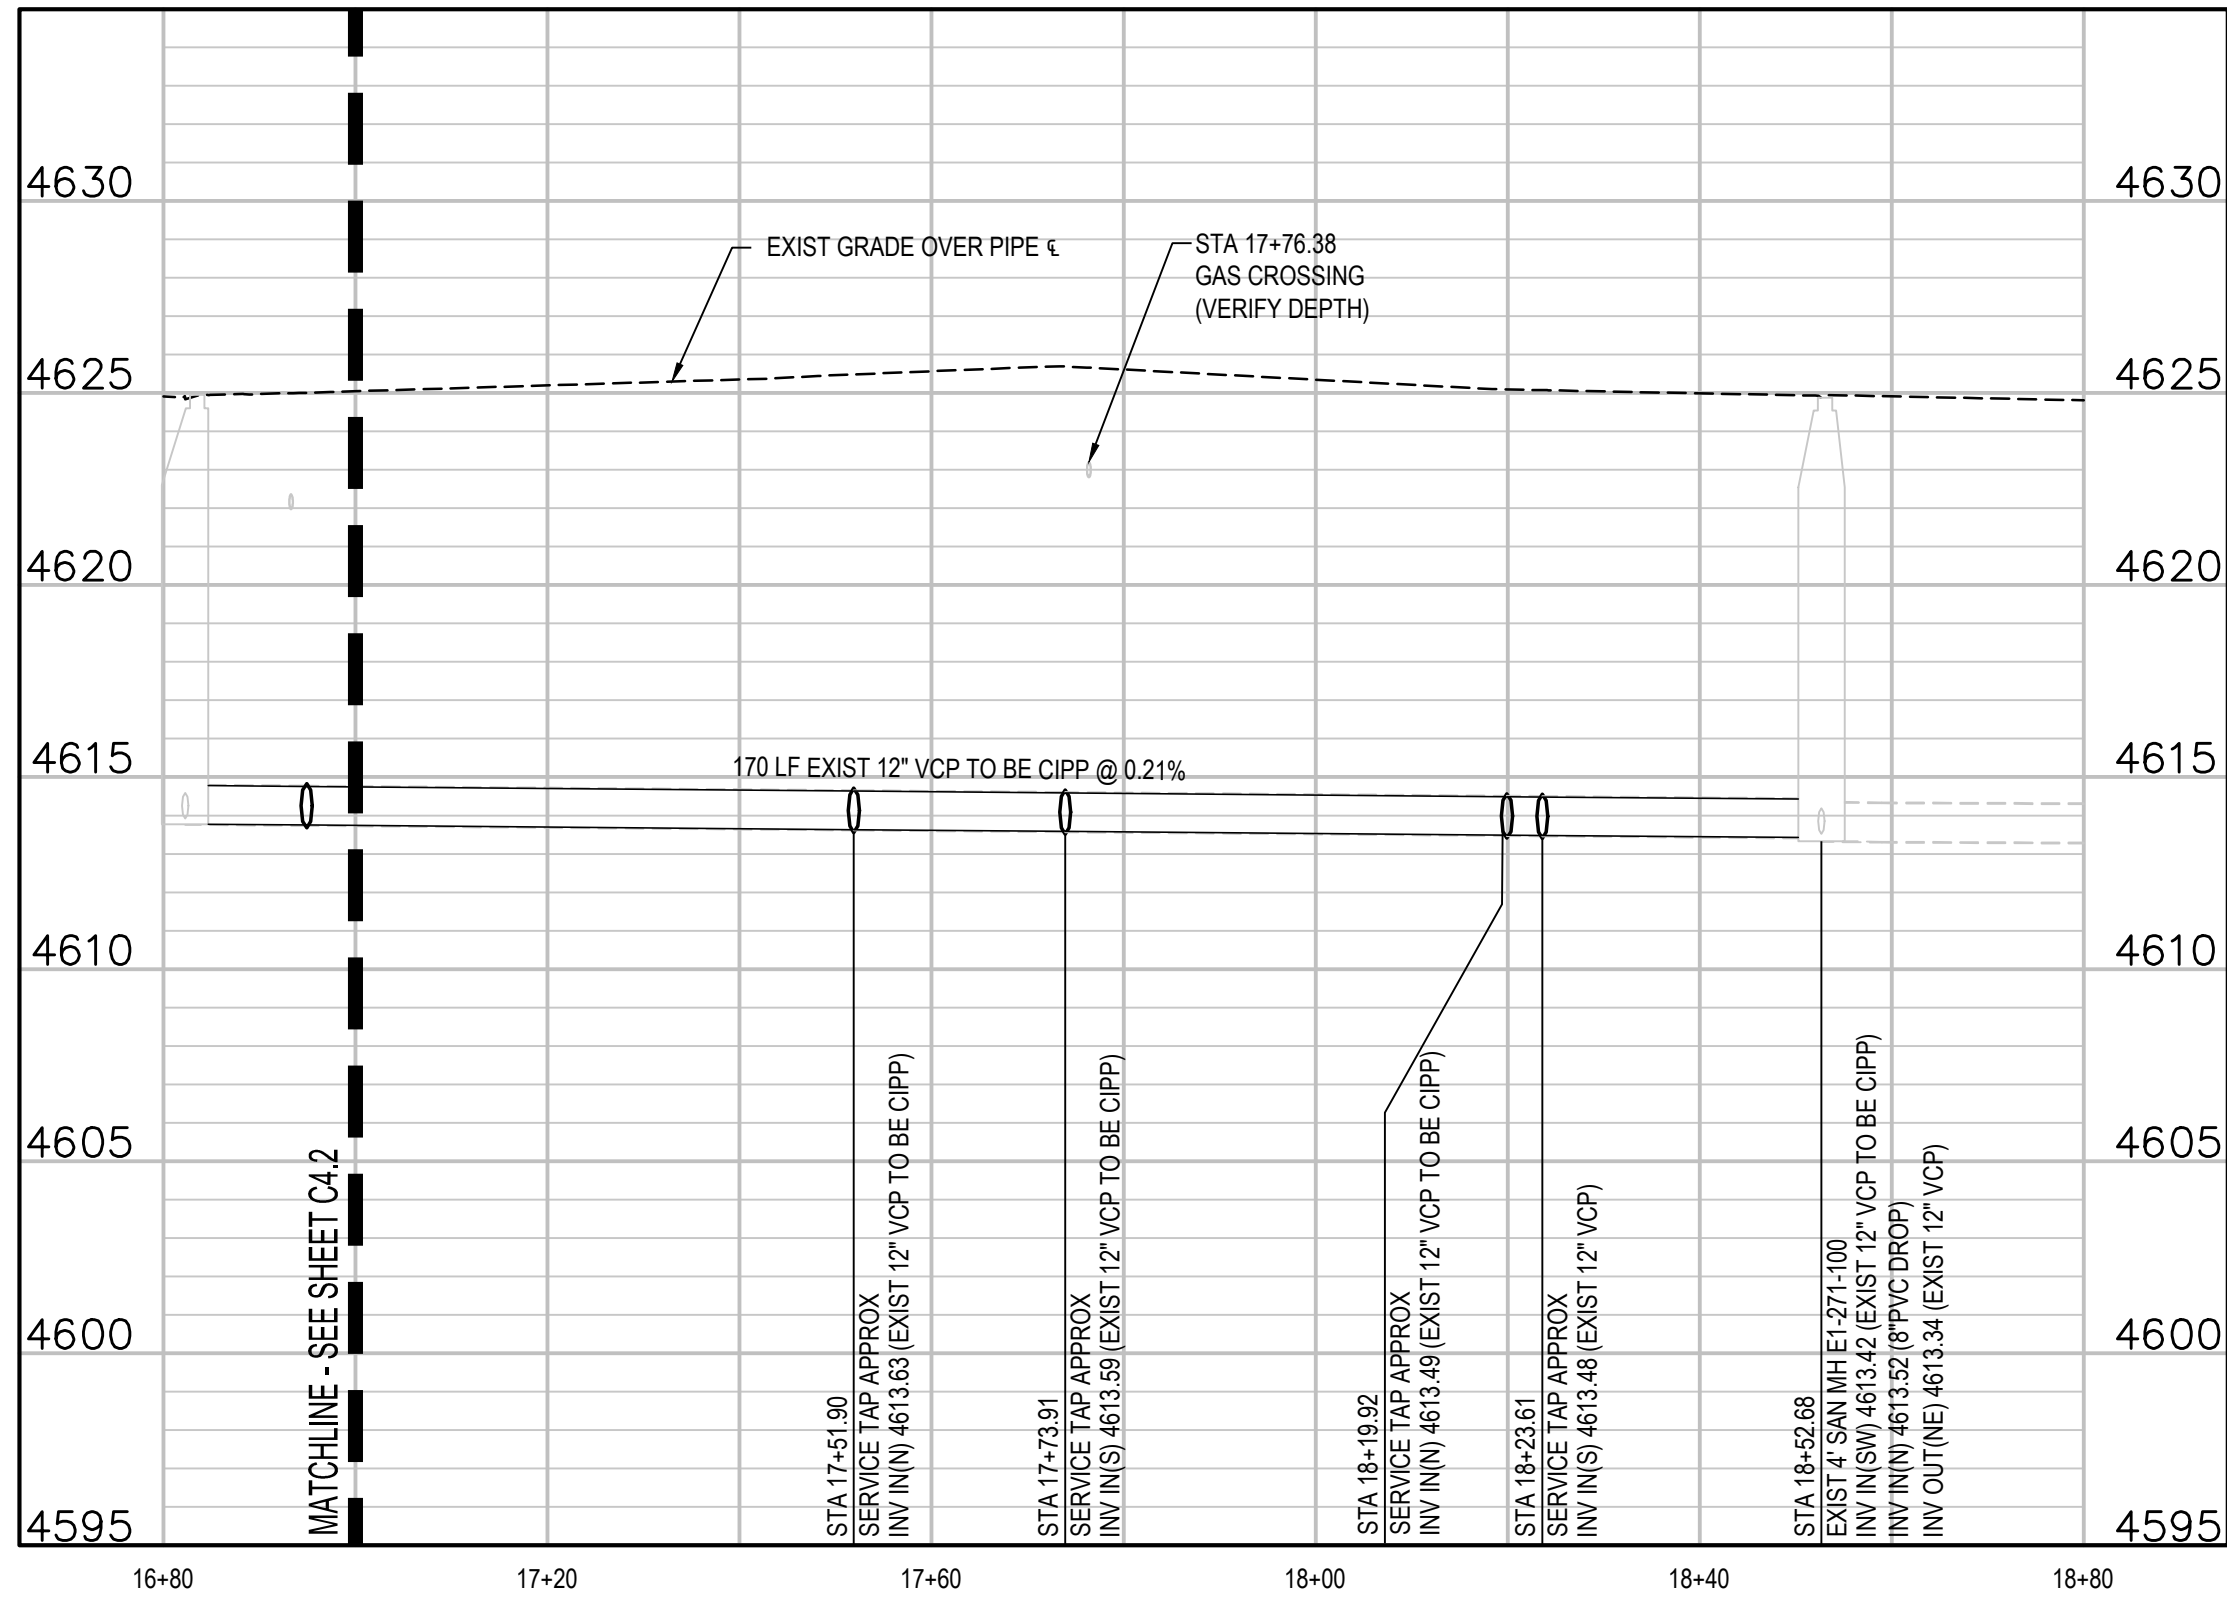 4630
4630
EXIST GRADE OVER PIPE ℄
STA 17+76.38
GAS CROSSING
(VERIFY DEPTH)
4625
4625
4620
4620
4615
4615
170 LF EXIST 12" VCP TO BE CIPP @ 0.21%
4610
4610
4605
4605
4600
4600
4595
4595
MATCHLINE - SEE SHEET C4.2
STA 17+51.90
SERVICE TAP APPROX
INV IN(N) 4613.63 (EXIST 12" VCP TO BE CIPP)
STA 17+73.91
SERVICE TAP APPROX
INV IN(S) 4613.59 (EXIST 12" VCP TO BE CIPP)
STA 18+19.92
SERVICE TAP APPROX
INV IN(N) 4613.49 (EXIST 12" VCP TO BE CIPP)
STA 18+23.61
SERVICE TAP APPROX
INV IN(S) 4613.48 (EXIST 12" VCP)
STA 18+52.68
EXIST 4' SAN MH E1-271-100
INV IN(SW) 4613.42 (EXIST 12" VCP TO BE CIPP)
INV IN(N) 4613.52 (8"PVC DROP)
INV OUT(NE) 4613.34 (EXIST 12" VCP)
16+80
17+20
17+60
18+00
18+40
18+80